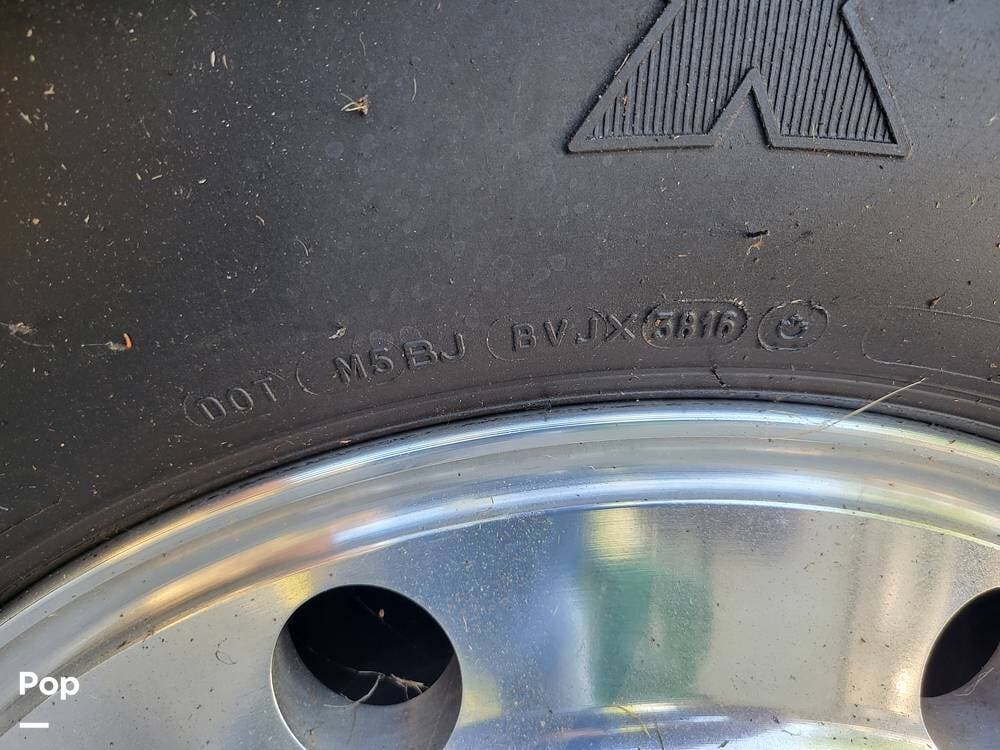 DOT M5BJ BVJX 3816
Pop